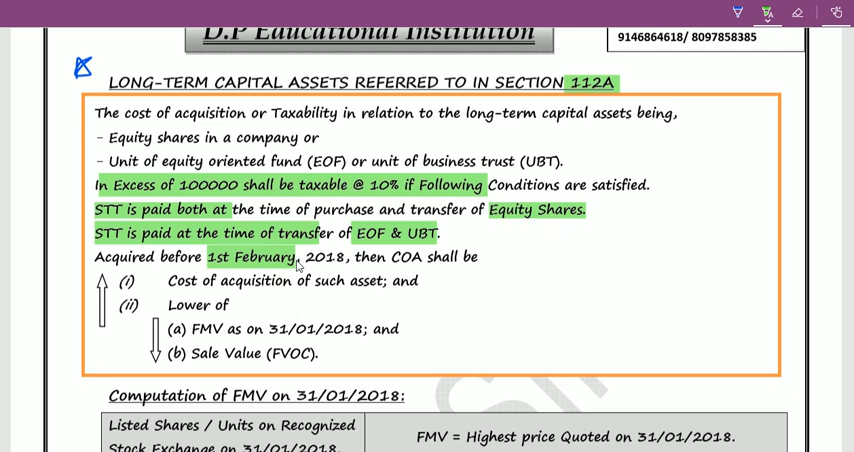 D.P Educational Institution
9146864618/ 8097858385
LONG-TERM CAPITAL ASSETS REFERRED TO IN SECTION 112A
The cost of acquisition or Taxability in relation to the long-term capital assets being,
- Equity shares in a company or
- Unit of equity oriented fund (EOF) or unit of business trust (UBT).
In Excess of 100000 shall be taxable @ 10% if Following Conditions are satisfied.
STT is paid both at the time of purchase and transfer of Equity Shares.
STT is paid at the time of transfer of EOF & UBT.
Acquired before 1st February, 2018, then COA shall be
(i) Cost of acquisition of such asset; and
(ii) Lower of
(a) FMV as on 31/01/2018; and
(b) Sale Value (FVOC).
Computation of FMV on 31/01/2018:
Listed Shares / Units on Recognized
Stock Exchange on 31/01/2018.
FMV = Highest price Quoted on 31/01/2018.